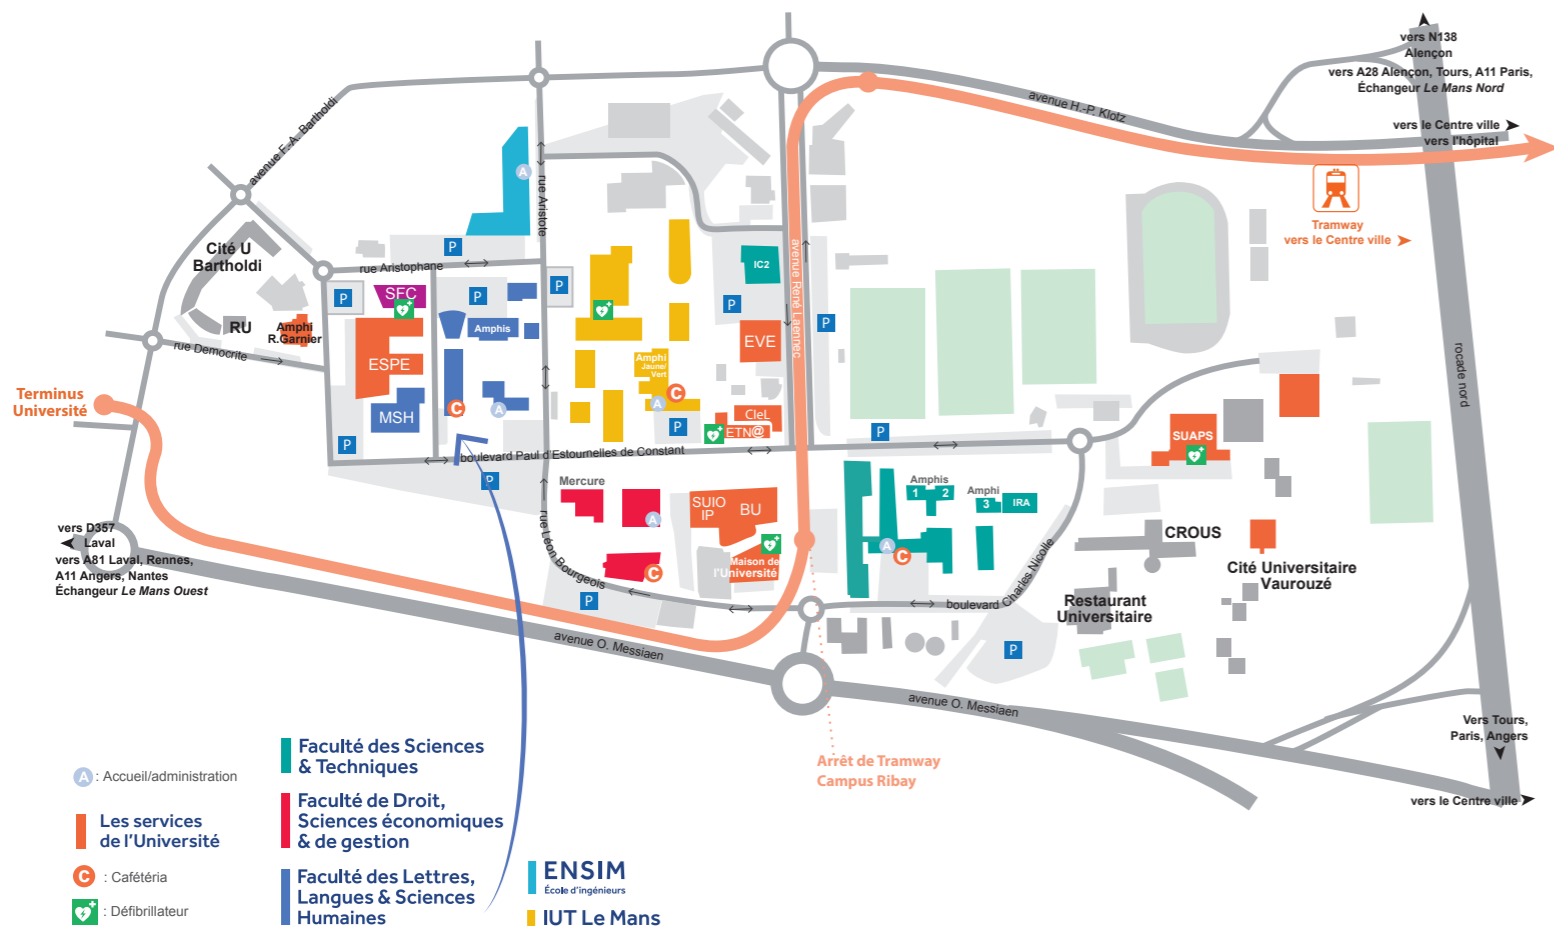 vers N138
Alençon
vers A28 Alençon, Tours, A11 Paris,
Échangeur Le Mans Nord
avenue H.-P. Klotz
vers le Centre ville
vers l'hôpital
Tramway
vers le Centre ville
avenue F.-A. Bartholdi
rue Aristote
A
Cité U
Bartholdi
P
rue Aristophane
avenue René Laennec
IC2
P
SFC
P
P
P
P
RU
Amphi
R.Garnier
Amphis
EVE
rue Démocrite
ESPE
Amphi
Jaune/
Vert
rocade nord
Terminus
Université
MSH
C
A
C
A
CleL
P
ETN@
P
P
SUAPS
boulevard Paul d'Estournelles de Constant
P
Mercure
A
SUIO
IP
BU
Amphis
1
2
Amphi
3
IRA
vers D357
Laval
vers A81 Laval, Rennes,
A11 Angers, Nantes
Échangeur Le Mans Ouest
rue Léon Bourgeois
C
Maison de
l'Université
A
C
CROUS
Cité Universitaire
Vaurouzé
P
boulevard Charles Nicolle
Restaurant
Universitaire
avenue O. Messiaen
P
avenue O. Messiaen
Vers Tours,
Paris, Angers
vers le Centre ville
Arrêt de Tramway
Campus Ribay
A : Accueil/administration
Les services
de l'Université
C : Cafétéria
: Défibrillateur
Faculté des Sciences
& Techniques
Faculté de Droit,
Sciences économiques
& de gestion
Faculté des Lettres,
Langues & Sciences
Humaines
ENSIM
École d'ingénieurs
IUT Le Mans